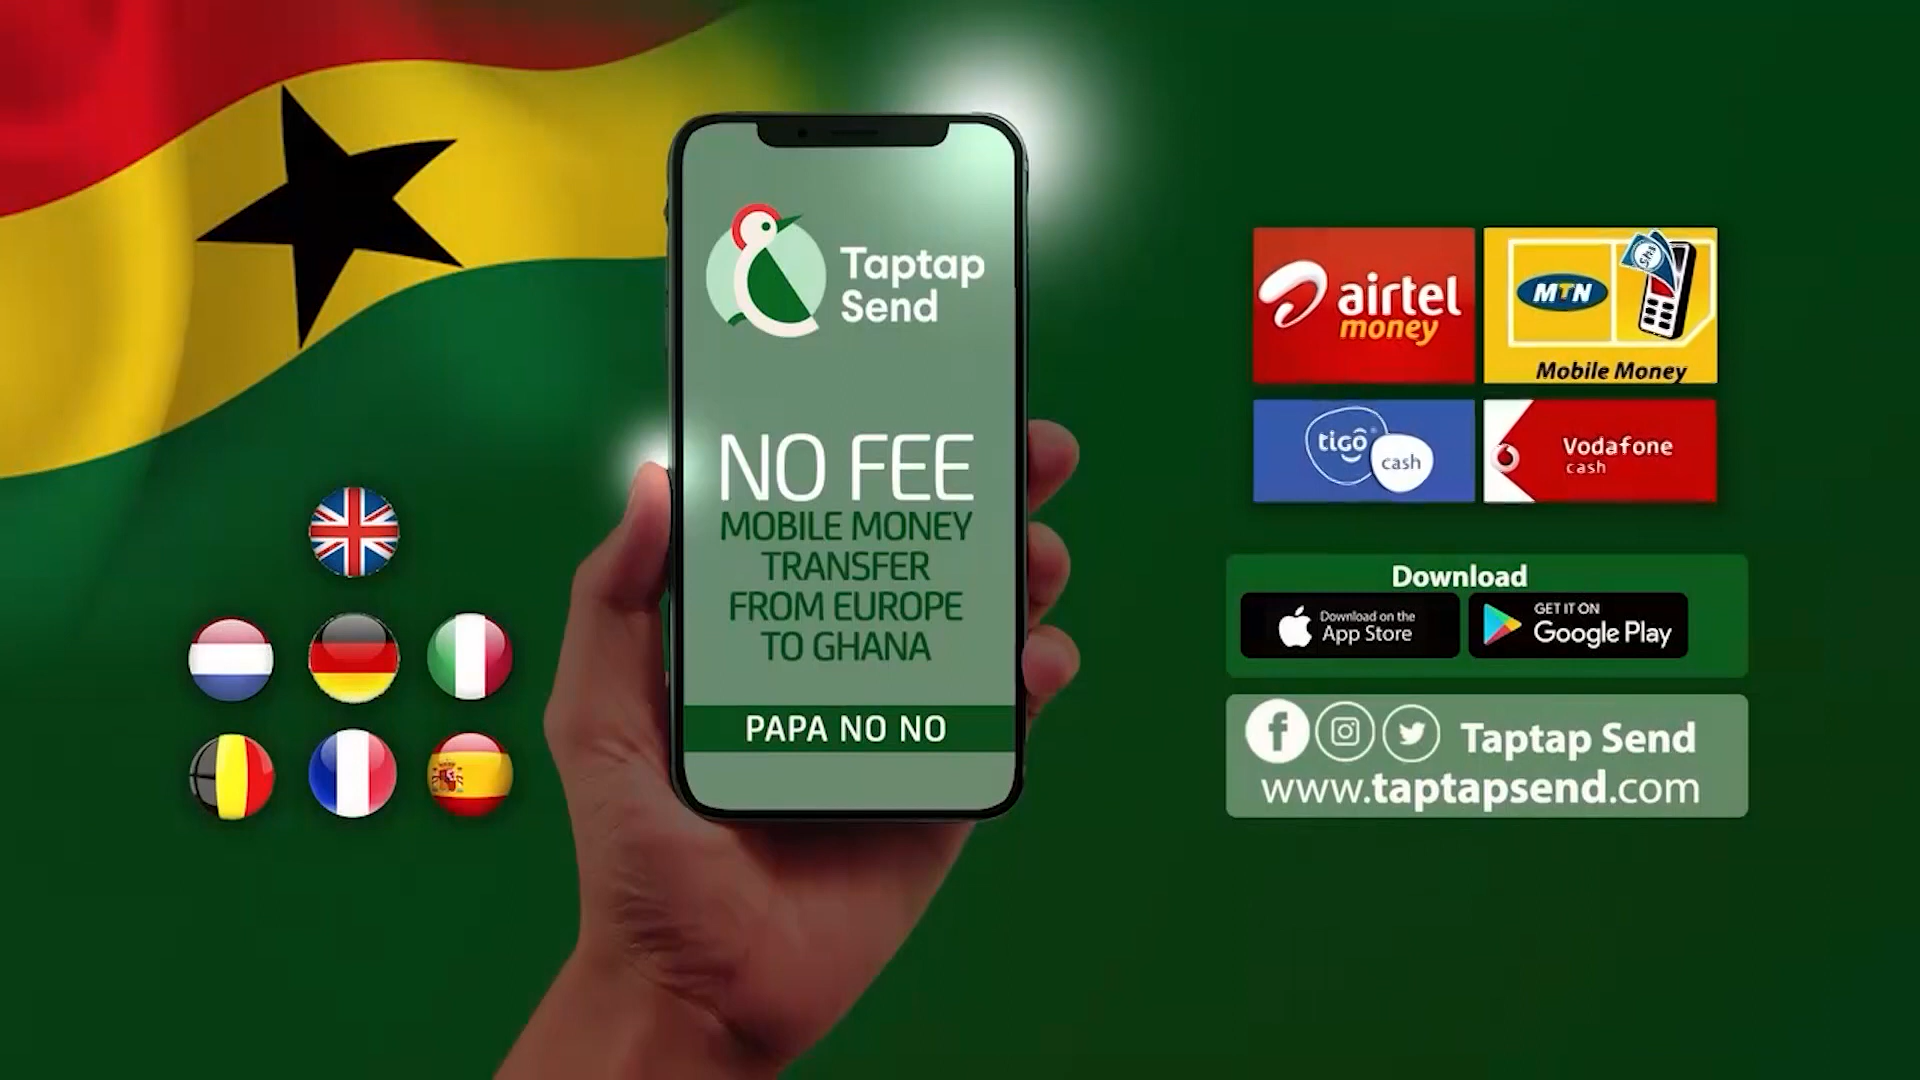 Taptap
Send
NO FEE
MOBILE MONEY
TRANSFER
FROM EUROPE
TO GHANA
PAPA NO NO
airtel
money
MTN
Mobile Money
tigo
cash
Vodafone
cash
Download
Download on the
App Store
GET IT ON
Google Play
Taptap Send
www.taptapsend.com